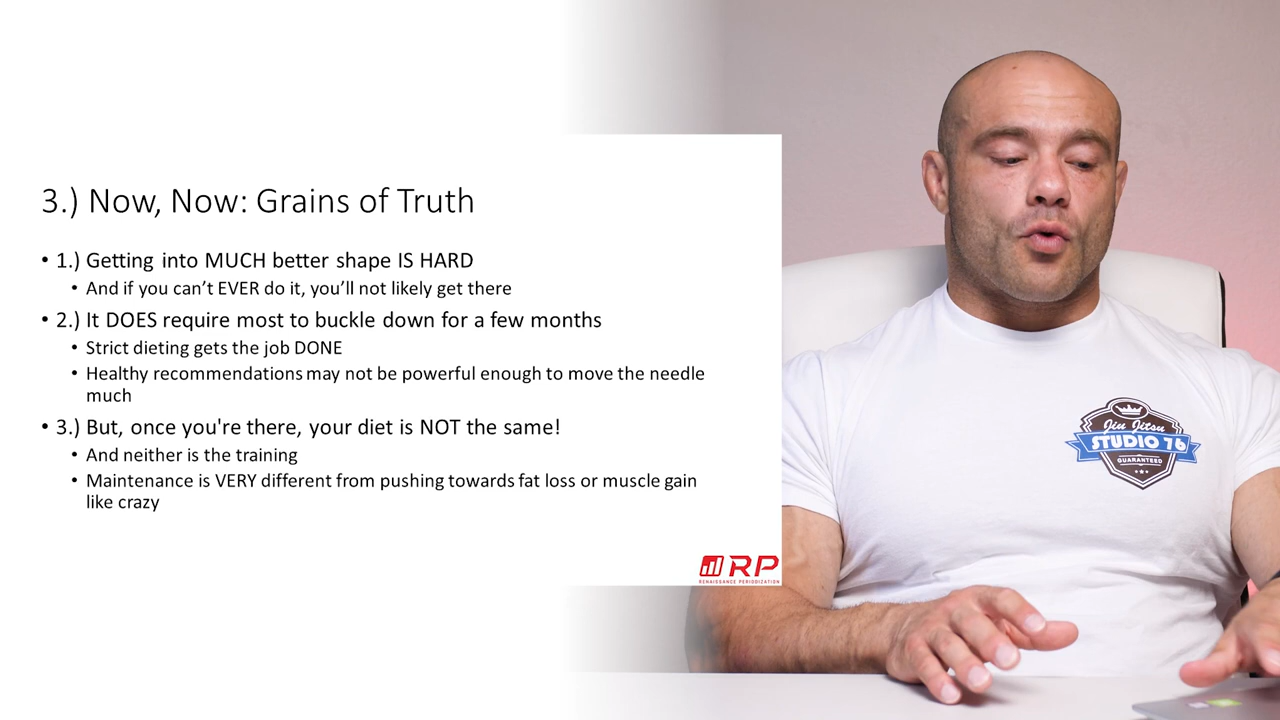 3.) Now, Now: Grains of Truth
• 1.) Getting into MUCH better shape IS HARD
• And if you can’t EVER do it, you’ll not likely get there
• 2.) It DOES require most to buckle down for a few months
• Strict dieting gets the job DONE
• Healthy recommendations may not be powerful enough to move the needle
much
• 3.) But, once you're there, your diet is NOT the same!
• And neither is the training
• Maintenance is VERY different from pushing towards fat loss or muscle gain
like crazy
RP
RENAISSANCE PERIODIZATION
Jiu Jitsu
STUDIO 76
GUARANTEED